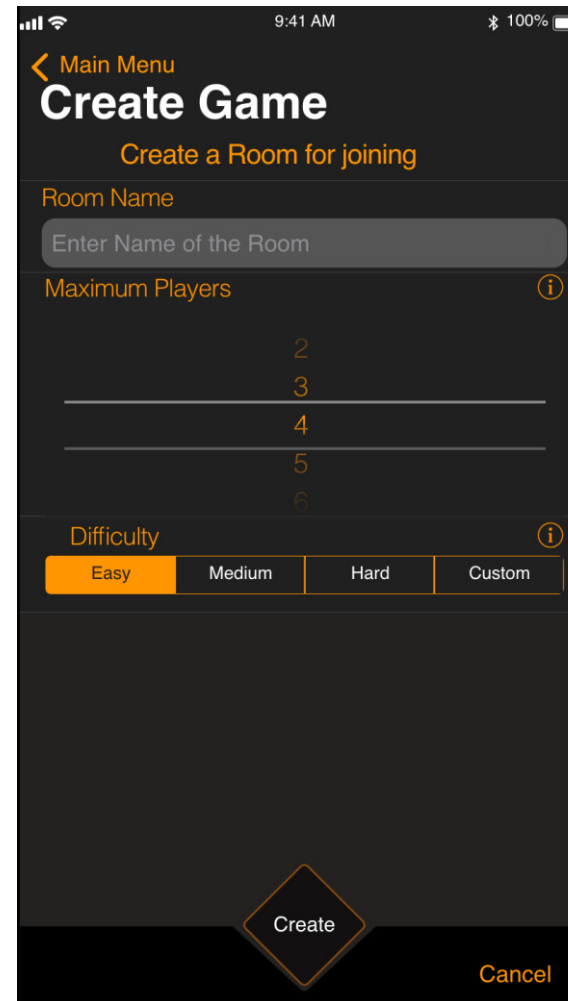 9:41 AM
100%
Main Menu
Create Game
Create a Room for joining
Room Name
Enter Name of the Room
Maximum Players
2
3
4
5
6
Difficulty
Easy Medium Hard Custom
Create
Cancel